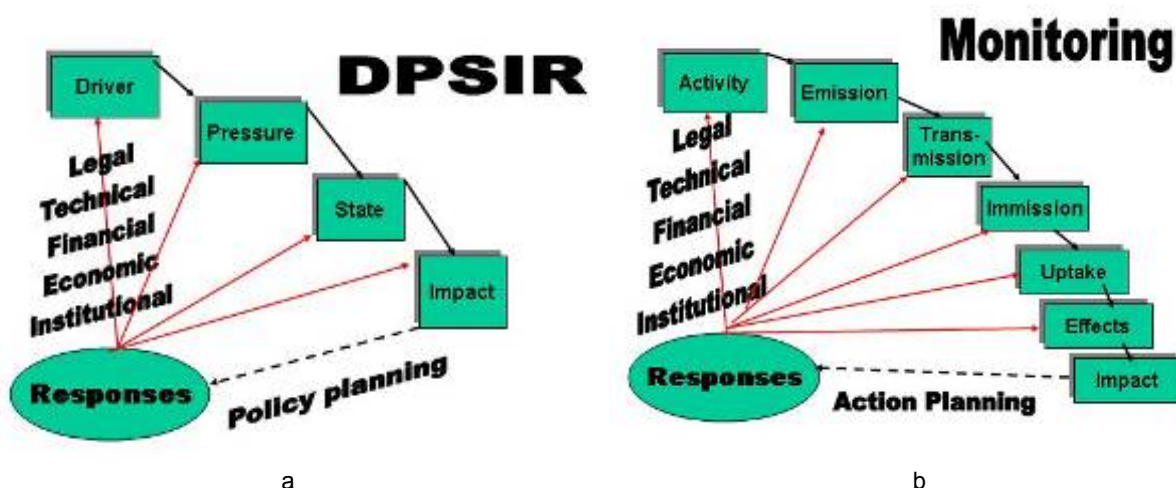 DPSIR
Driver
Pressure
State
Impact
Legal
Technical
Financial
Economic
Institutional
Responses
Policy planning
a
Monitoring
Activity
Emission
Trans-
mission
Immission
Uptake
Effects
Impact
Legal
Technical
Financial
Economic
Institutional
Responses
Action Planning
b